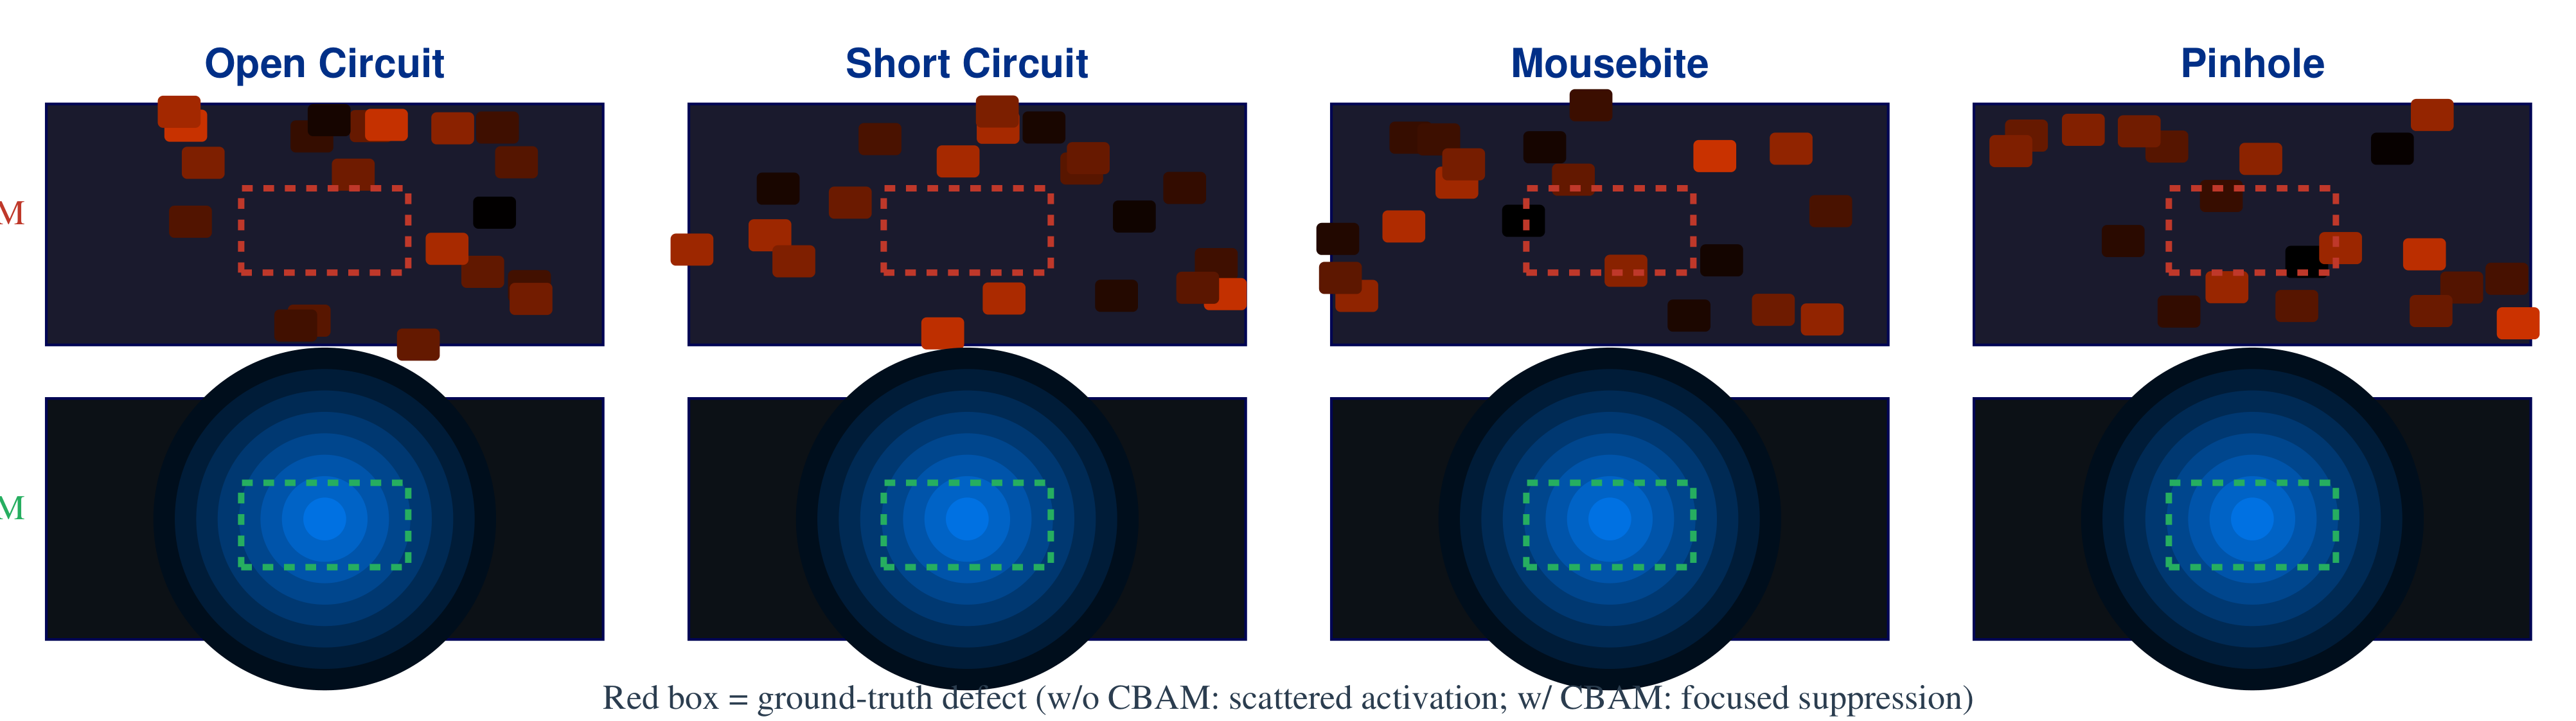 Open Circuit
Short Circuit
Mousebite
Pinhole
M
M
Red box = ground-truth defect (w/o CBAM: scattered activation; w/ CBAM: focused suppression)